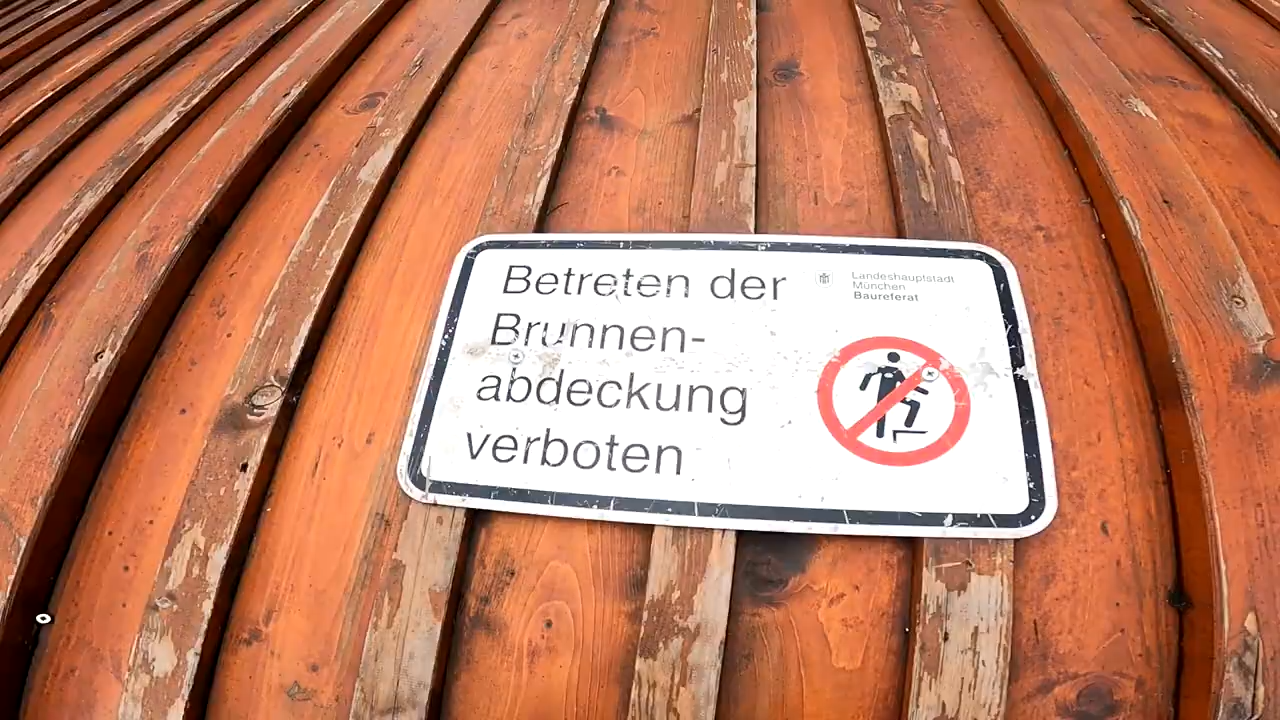 Betreten der
Brunnen-
abdeckung
verboten
Landeshauptstadt
München
Baureferat